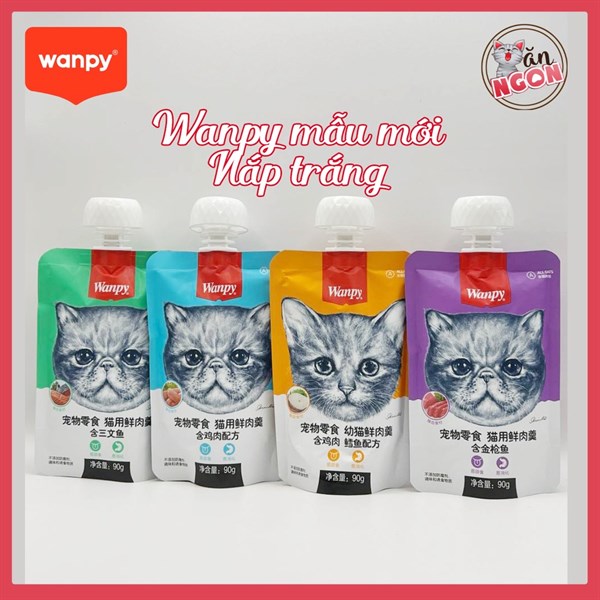 wanpy
ăn
NGON
Wanpy mẫu mới
Nắp trắng
Wanpy
宠物零食 猫用鲜肉羹
含三文鱼
净含量：90g
Wanpy
宠物零食 猫用鲜肉羹
含鸡肉配方
净含量：90g
Wanpy
宠物零食 幼猫鲜肉羹
含鸡肉 鳕鱼配方
净含量：90g
Wanpy
宠物零食 猫用鲜肉羹
含金枪鱼
净含量：90g